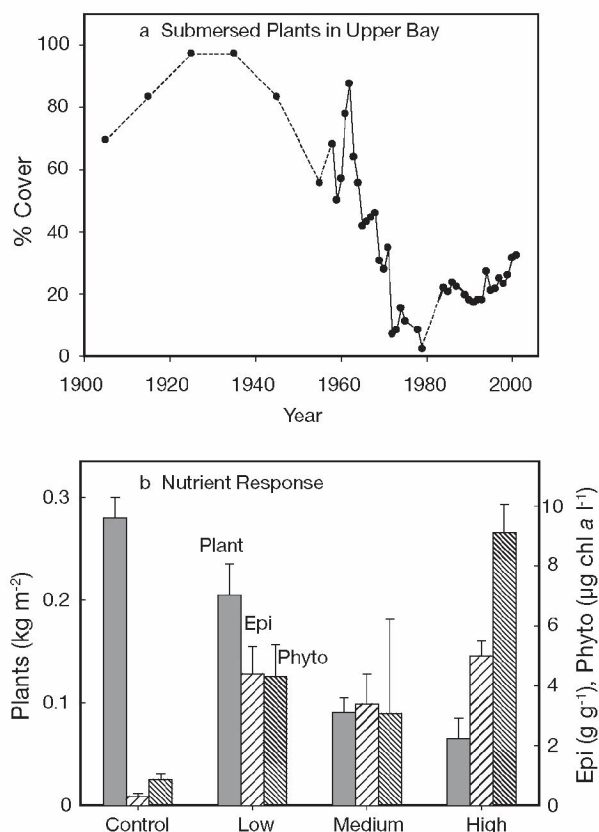 a Submersed Plants in Upper Bay
100
80
60
40
20
0
% Cover
1900 1920 1940 1960 1980 2000
Year
b Nutrient Response
0.3
0.2
0.1
0
Plants (kg m-2)
Plant
Epi
Phyto
10
8
6
4
2
0
Epi (g g-1), Phyto (µg chl a l-1)
Control Low Medium High